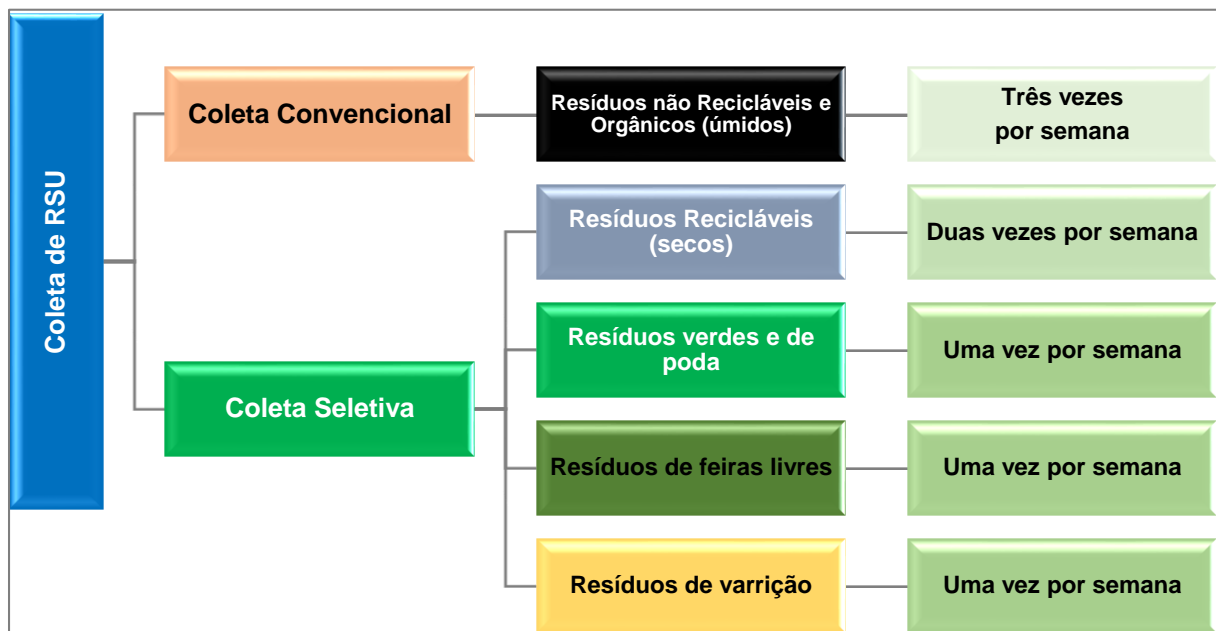 Coleta de RSU
Coleta Convencional
Resíduos não Recicláveis e
Orgânicos (úmidos)
Três vezes
por semana
Coleta Seletiva
Resíduos Recicláveis
(secos)
Duas vezes por semana
Resíduos verdes e de
poda
Uma vez por semana
Resíduos de feiras livres
Uma vez por semana
Resíduos de varrição
Uma vez por semana